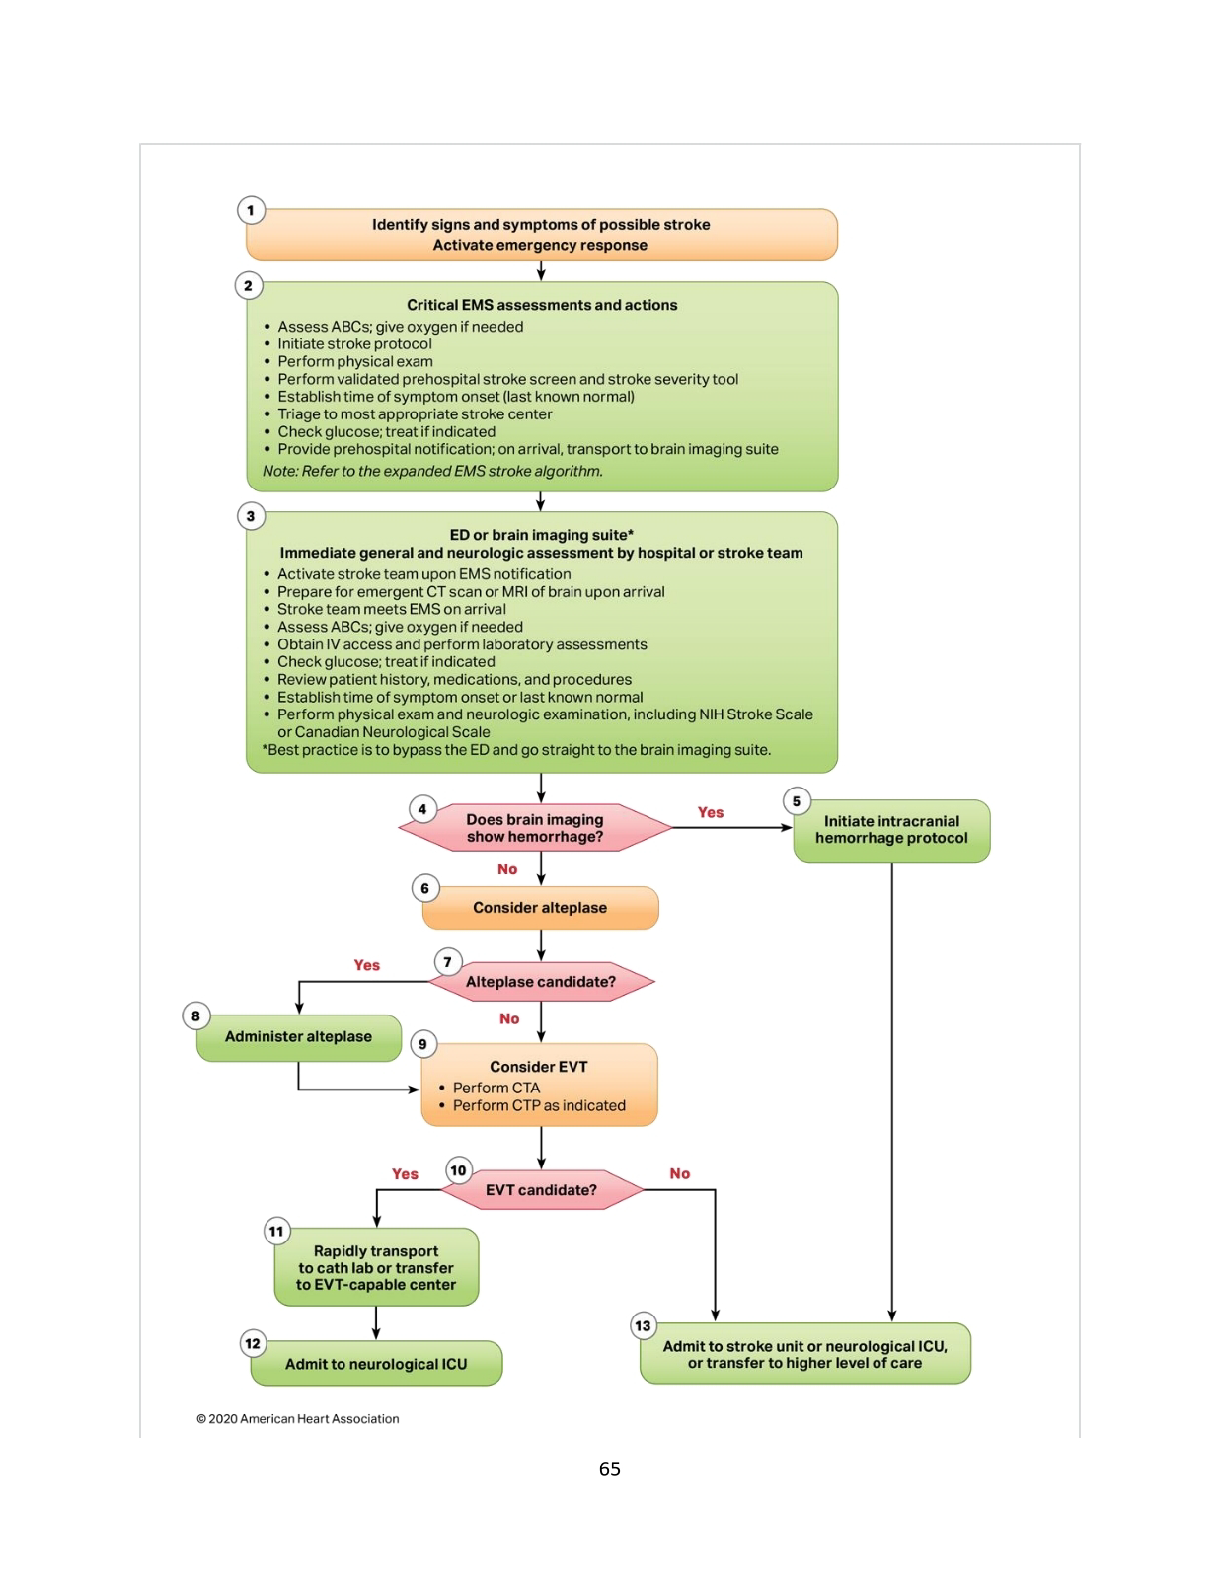 1
Identify signs and symptoms of possible stroke
Activate emergency response
2
Critical EMS assessments and actions
• Assess ABCs; give oxygen if needed
• Initiate stroke protocol
• Perform physical exam
• Perform validated prehospital stroke screen and stroke severity tool
• Establish time of symptom onset (last known normal)
• Triage to most appropriate stroke center
• Check glucose; treat if indicated
• Provide prehospital notification; on arrival, transport to brain imaging suite
Note: Refer to the expanded EMS stroke algorithm.
3
ED or brain imaging suite*
Immediate general and neurologic assessment by hospital or stroke team
• Activate stroke team upon EMS notification
• Prepare for emergent CT scan or MRI of brain upon arrival
• Stroke team meets EMS on arrival
• Assess ABCs; give oxygen if needed
• Obtain IV access and perform laboratory assessments
• Check glucose; treat if indicated
• Review patient history, medications, and procedures
• Establish time of symptom onset or last known normal
• Perform physical exam and neurologic examination, including NIH Stroke Scale
or Canadian Neurological Scale
*Best practice is to bypass the ED and go straight to the brain imaging suite.
4
Does brain imaging
show hemorrhage?
Yes
5
Initiate intracranial
hemorrhage protocol
No
6
Consider alteplase
7
Alteplase candidate?
Yes
No
8
Administer alteplase
9
Consider EVT
• Perform CTA
• Perform CTP as indicated
10
EVT candidate?
Yes
No
11
Rapidly transport
to cath lab or transfer
to EVT-capable center
12
Admit to neurological ICU
13
Admit to stroke unit or neurological ICU,
or transfer to higher level of care
© 2020 American Heart Association
65